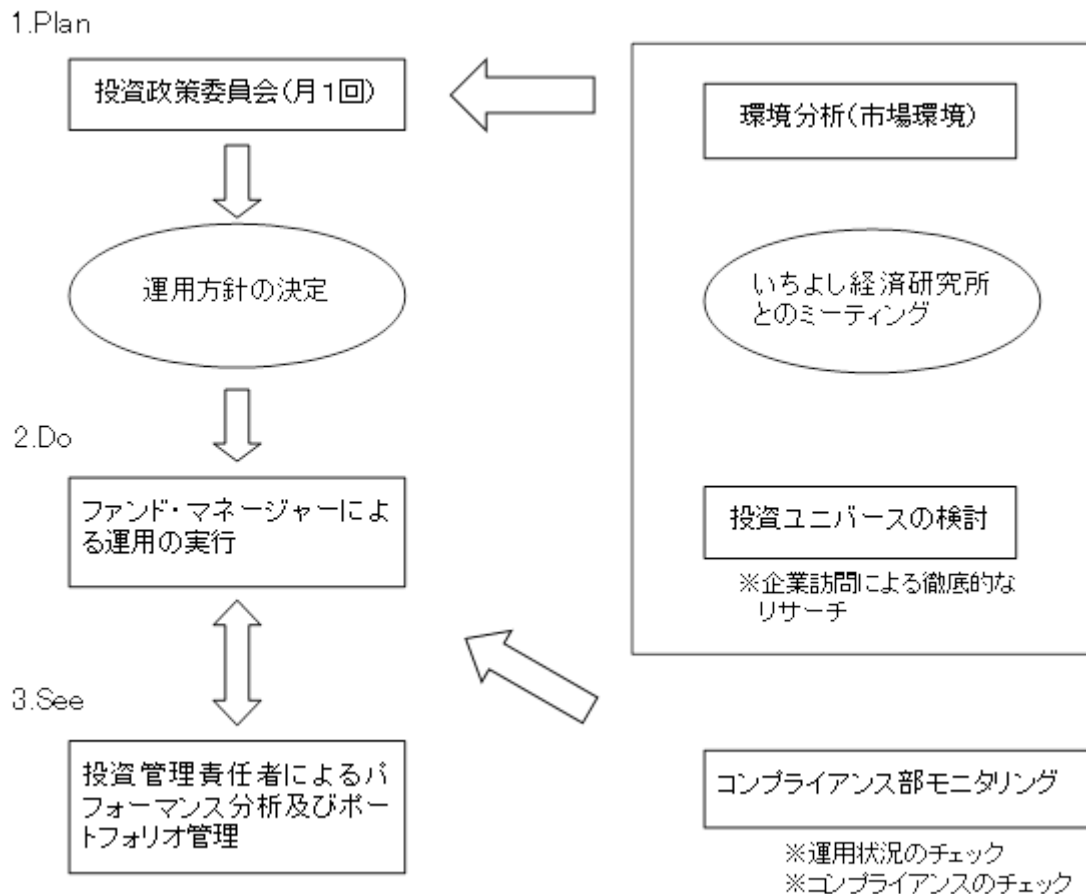 1.Plan
投資政策委員会(月1回)
運用方針の決定
2.Do
ファンド・マネージャーによ
る運用の実行
3.See
投資管理責任者によるパ
フォーマンス分析及びポー
トフォリオ管理
環境分析(市場環境)
いちよし経済研究所
とのミーティング
投資ユニバースの検討
※企業訪問による徹底的な
リサーチ
コンプライアンス部モニタリング
※運用状況のチェック
※コンプライアンスのチェック